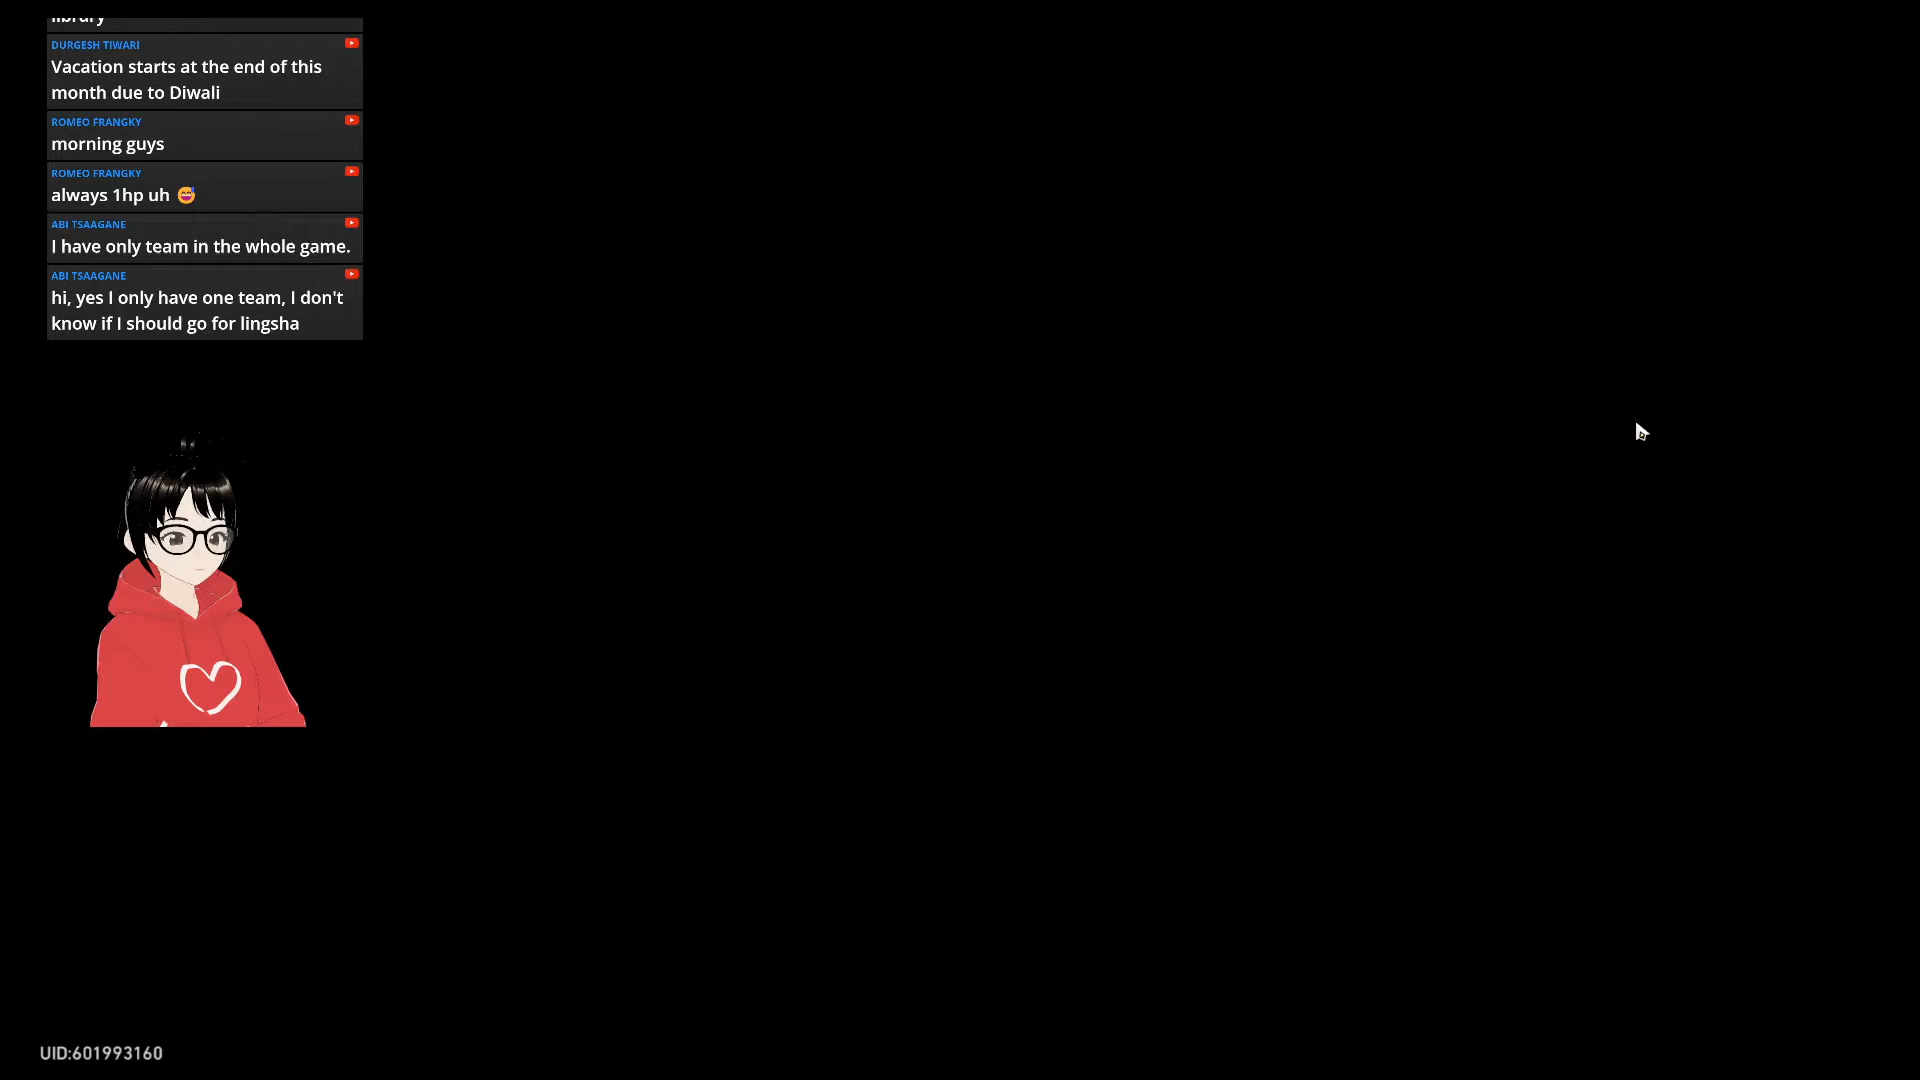 library
DURGESH TIWARI
Vacation starts at the end of this
month due to Diwali
ROMEO FRANGKY
morning guys
ROMEO FRANGKY
always 1hp uh 😅
ABI TSAAGANE
I have only team in the whole game.
ABI TSAAGANE
hi, yes I only have one team, I don't
know if I should go for lingsha
UID:601993160